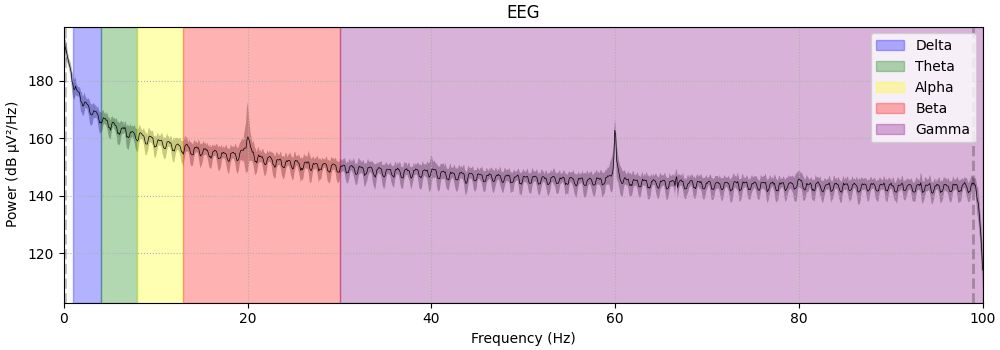 EEG
Power (dB µV²/Hz)
180
160
140
120
0
20
40
60
80
100
Frequency (Hz)
Delta
Theta
Alpha
Beta
Gamma